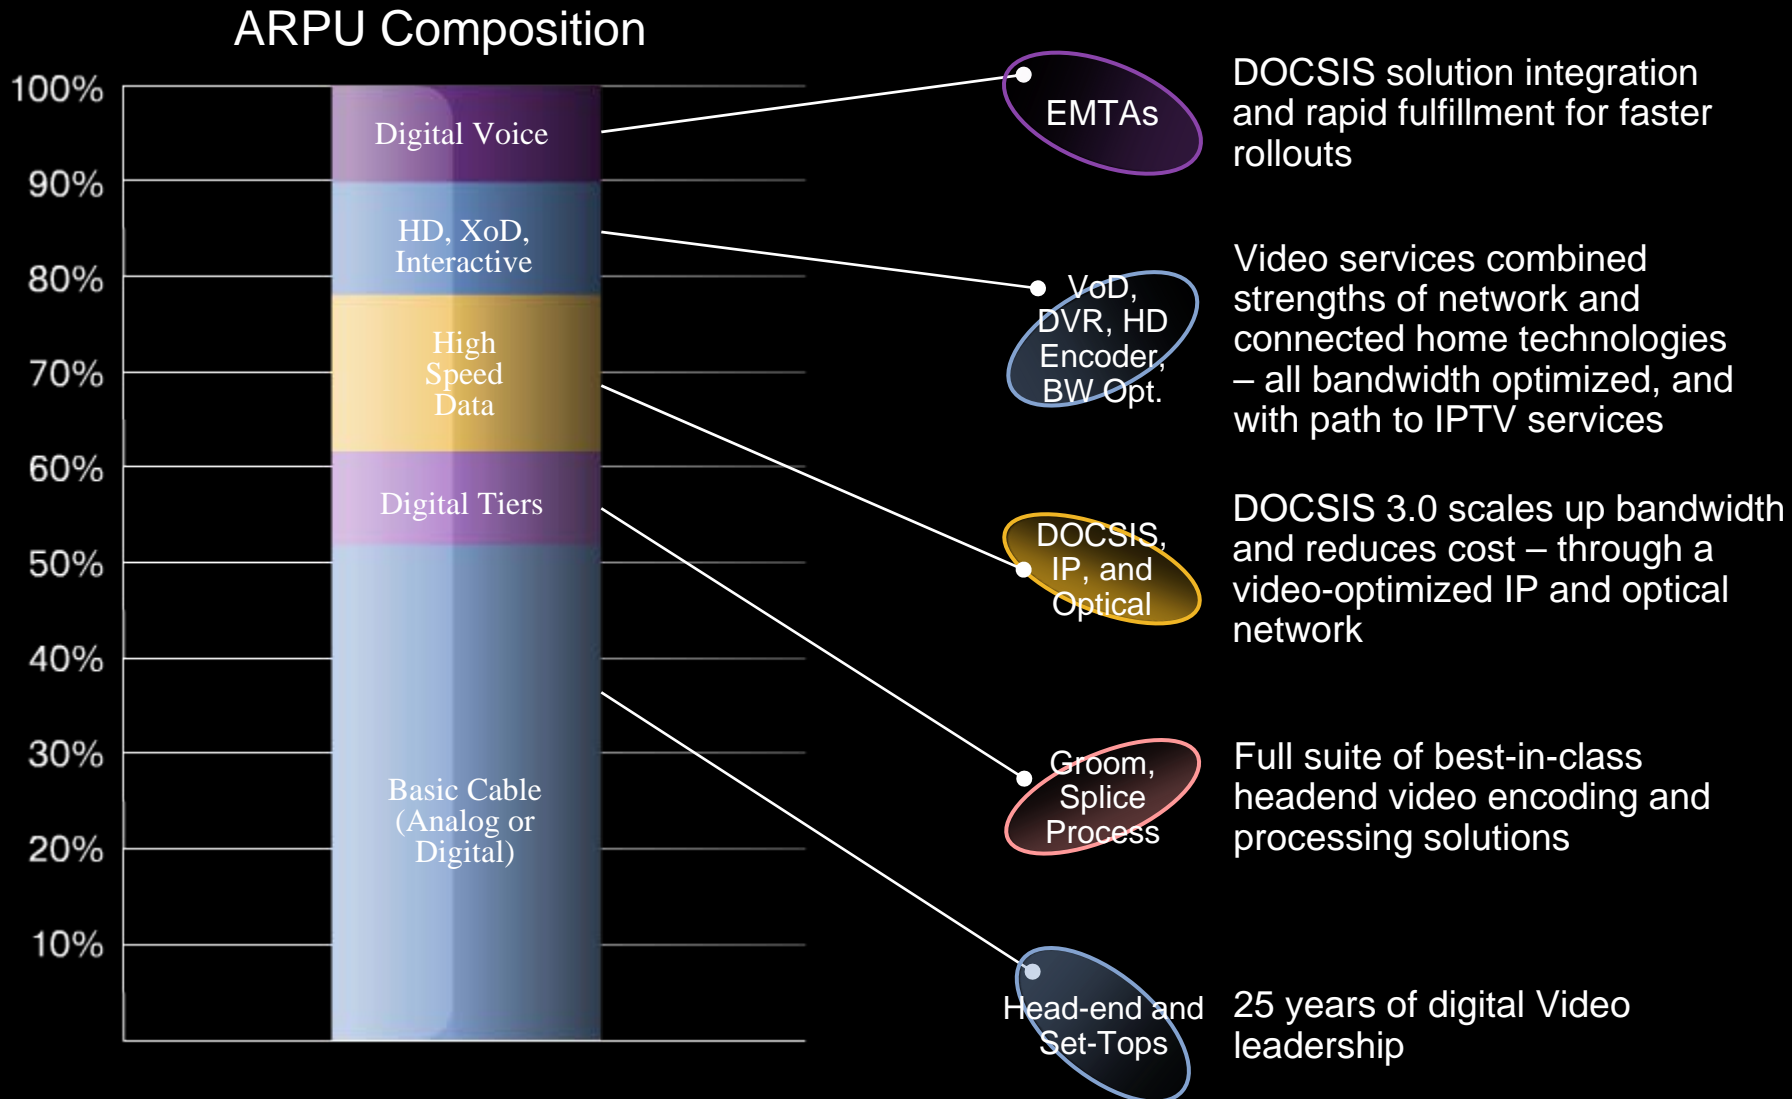 ARPU Composition
100%
90%
80%
70%
60%
50%
40%
30%
20%
10%
Digital Voice
HD, XoD,
Interactive
High
Speed
Data
Digital Tiers
Basic Cable
(Analog or
Digital)
EMTAs
DOCSIS solution integration
and rapid fulfillment for faster
rollouts
VoD,
DVR, HD
Encoder,
BW Opt.
Video services combined
strengths of network and
connected home technologies
– all bandwidth optimized, and
with path to IPTV services
DOCSIS,
IP, and
Optical
DOCSIS 3.0 scales up bandwidth
and reduces cost – through a
video-optimized IP and optical
network
Groom,
Splice
Process
Full suite of best-in-class
headend video encoding and
processing solutions
Head-end and
Set-Tops
25 years of digital Video
leadership